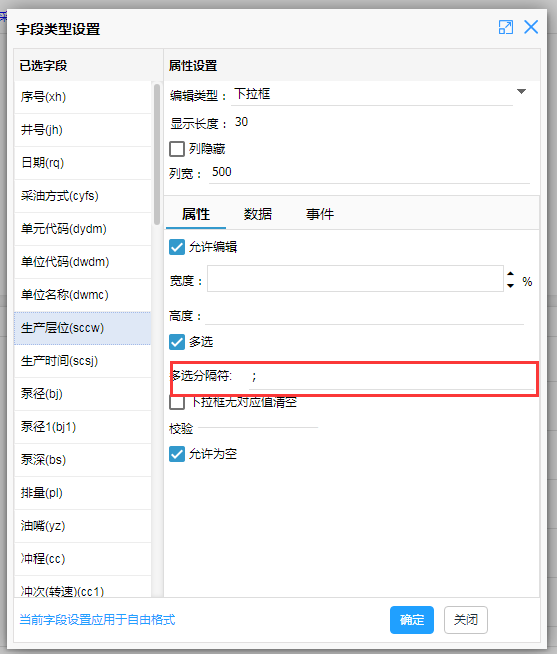 字段类型设置
已选字段
序号(xh)
井号(jh)
日期(rq)
采油方式(cyfs)
单元代码(dydm)
单位代码(dwdm)
单位名称(dwmc)
生产层位(sccw)
生产时间(scsj)
泵径(bj)
泵径1(bj1)
泵深(bs)
排量(pl)
油嘴(yz)
冲程(cc)
冲次(转速)(cc1)
属性设置
编辑类型： 下拉框
显示长度： 30
列隐藏
列宽： 500
属性 数据 事件
允许编辑
宽度： %
高度：
多选
多选分隔符: ;
下拉框无对应值清空
校验
允许为空
当前字段设置应用于自由格式
确定 关闭